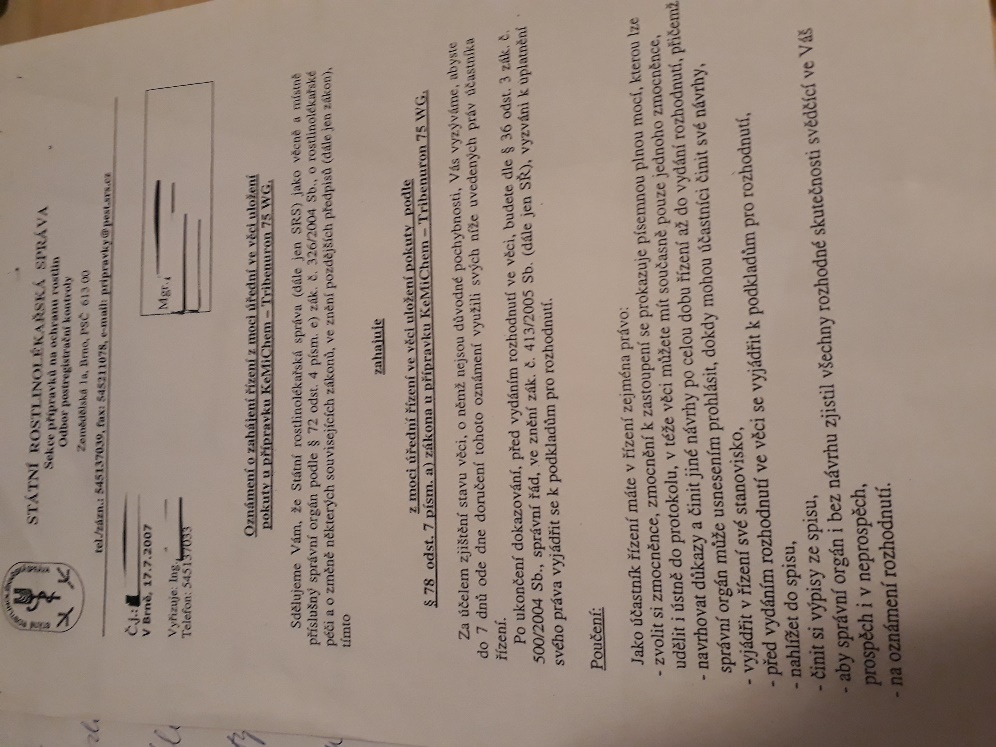 STÁTNÍ ROSTLINOLÉKAŘSKÁ SPRÁVA
Sekce přípravků na ochranu rostlin
Odbor postregistrační kontroly
Zemědělská 1a, Brno, PSČ 613 00
tel/zázn.: 545137039, fax: 545211078, e-mail: pripravky@pest.srs.cz
Č.j.:
V Brně, 17.7.2007
Mgr.
Vyřizuje: Ing.
Telefon: 545137033
Oznámení o zahájení řízení z moci úřední ve věci uložení
pokuty u přípravku KeMiChem – Tribenuron 75 WG.
Sdělujeme Vám, že Státní rostlinolékařská správa (dále jen SRS) jako věcně a místně
příslušný správní orgán podle § 72 odst. 4 písm. e) zák. č. 326/2004 Sb., o rostlinolékařské
péči a o změně některých souvisejících zákonů, ve znění pozdějších předpisů (dále jen zákon),
tímto
zahajuje
z moci úřední řízení ve věci uložení pokuty podle
§ 78 odst. 7 písm. a) zákona u přípravku KeMiChem – Tribenuron 75 WG.
Za účelem zjištění stavu věci, o němž nejsou důvodné pochybnosti, Vás vyzýváme, abyste
do 7 dnů ode dne doručení tohoto oznámení využili svých níže uvedených práv účastníka
řízení.
Po ukončení dokazování, před vydáním rozhodnutí ve věci, budete dle § 36 odst. 3 zák. č.
500/2004 Sb., správní řád, ve znění zák. č. 413/2005 Sb. (dále jen SŘ), vyzváni k uplatnění
svého práva vyjádřit se k podkladům pro rozhodnutí.
Poučení:
Jako účastník řízení máte v řízení zejména právo:
- zvolit si zmocněnce, zmocnění k zastoupení se prokazuje písemnou plnou mocí, kterou lze
udělit i ústně do protokolu, v téže věci můžete mít současně pouze jednoho zmocněnce,
- navrhovat důkazy a činit jiné návrhy po celou dobu řízení až do vydání rozhodnutí, přičemž
správní orgán může usnesením prohlásit, dokdy mohou účastníci činit své návrhy,
- vyjádřit v řízení své stanovisko,
- před vydáním rozhodnutí ve věci se vyjádřit k podkladům pro rozhodnutí,
- nahlížet do spisu,
- činit si výpisy ze spisu,
- aby správní orgán i bez návrhu zjistil všechny rozhodné skutečnosti svědčící ve Váš
prospěch i v neprospěch,
- na oznámení rozhodnutí.